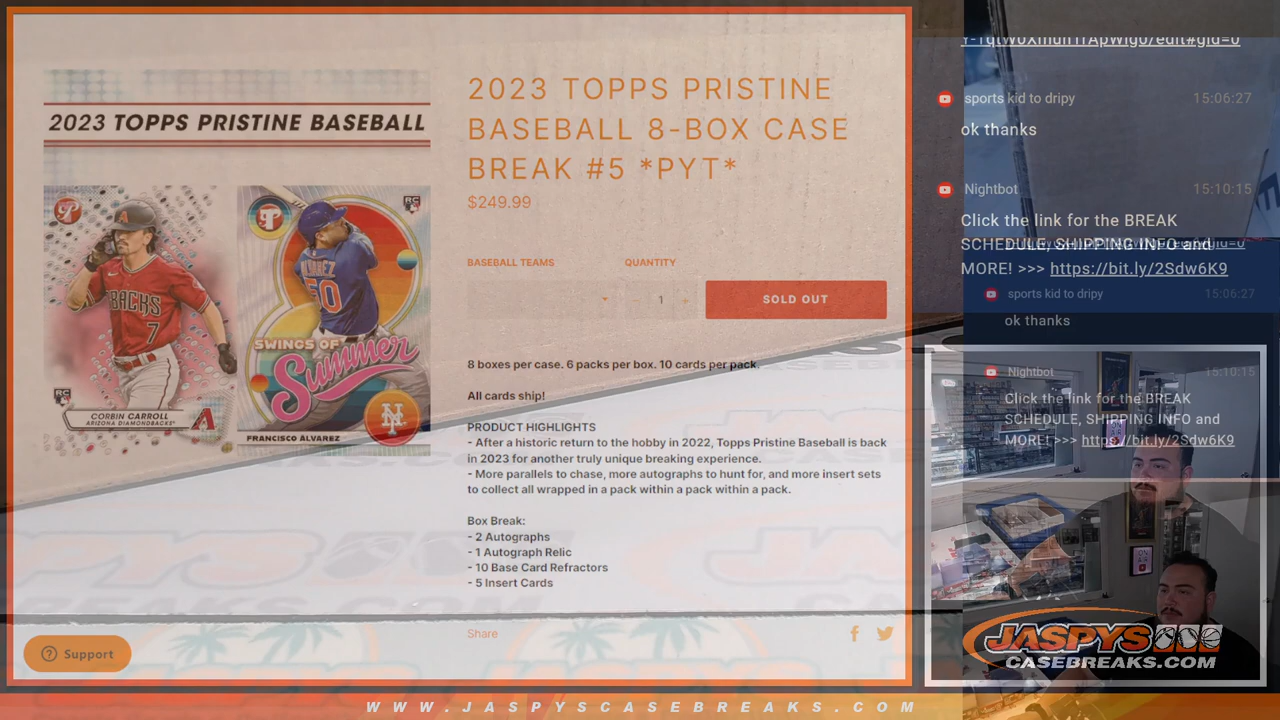 2023 TOPPS PRISTINE BASEBALL
BACKS
7
RC
CORBIN CARROLL
ARIZONA DIAMONDBACKS
RC
ALVAREZ
50
SWINGS OF
Summer
FRANCISCO ÁLVAREZ
Support
2023 TOPPS PRISTINE
BASEBALL 8-BOX CASE
BREAK #5 *PYT*
$249.99
BASEBALL TEAMS
QUANTITY
1
SOLD OUT
8 boxes per case. 6 packs per box. 10 cards per pack.
All cards ship!
PRODUCT HIGHLIGHTS
- After a historic return to the hobby in 2022, Topps Pristine Baseball is back
in 2023 for another truly unique breaking experience.
- More parallels to chase, more autographs to hunt for, and more insert sets
to collect all wrapped in a pack within a pack within a pack.
Box Break:
- 2 Autographs
- 1 Autograph Relic
- 10 Base Card Refractors
- 5 Insert Cards
Share
sports kid to dripy 15:06:27
ok thanks
Nightbot 15:10:15
Click the link for the BREAK
SCHEDULE, SHIPPING INFO and
MORE! >>> https://bit.ly/2Sdw6K9
sports kid to dripy 15:06:27
ok thanks
Nightbot 15:10:15
Click the link for the BREAK
SCHEDULE, SHIPPING INFO and
MORE! >>> https://bit.ly/2Sdw6K9
JASPYS
CASEBREAKS.COM
WWW.JASPYSCASEBREAKS.COM